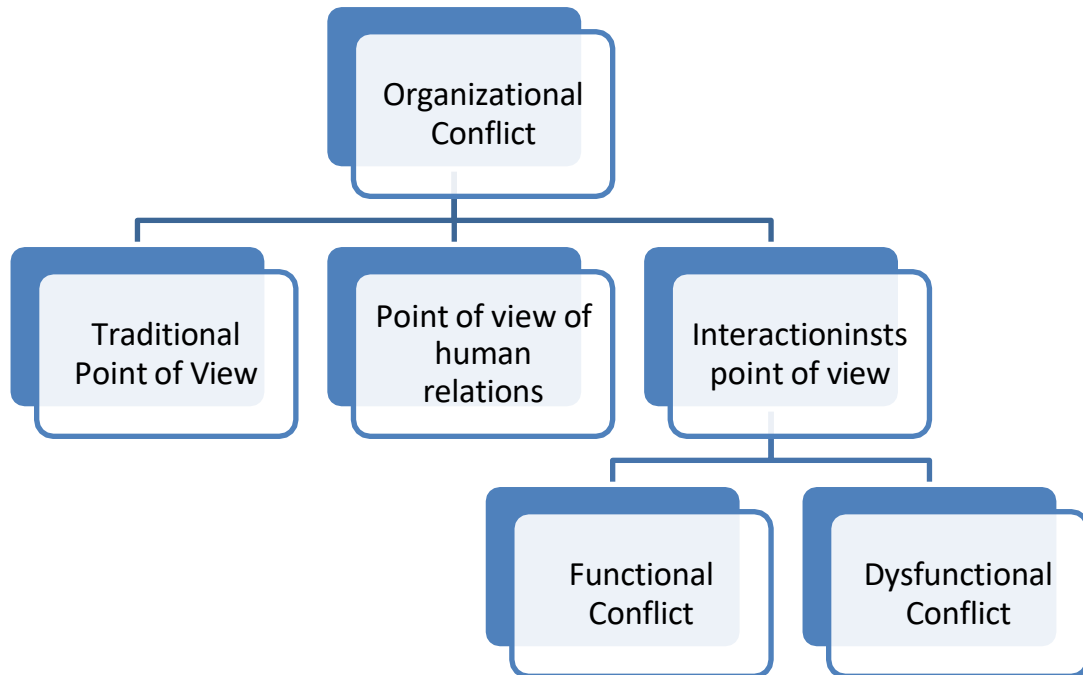 Organizational
Conflict
Traditional
Point of View
Point of view of
human
relations
Interactioninsts
point of view
Functional
Conflict
Dysfunctional
Conflict